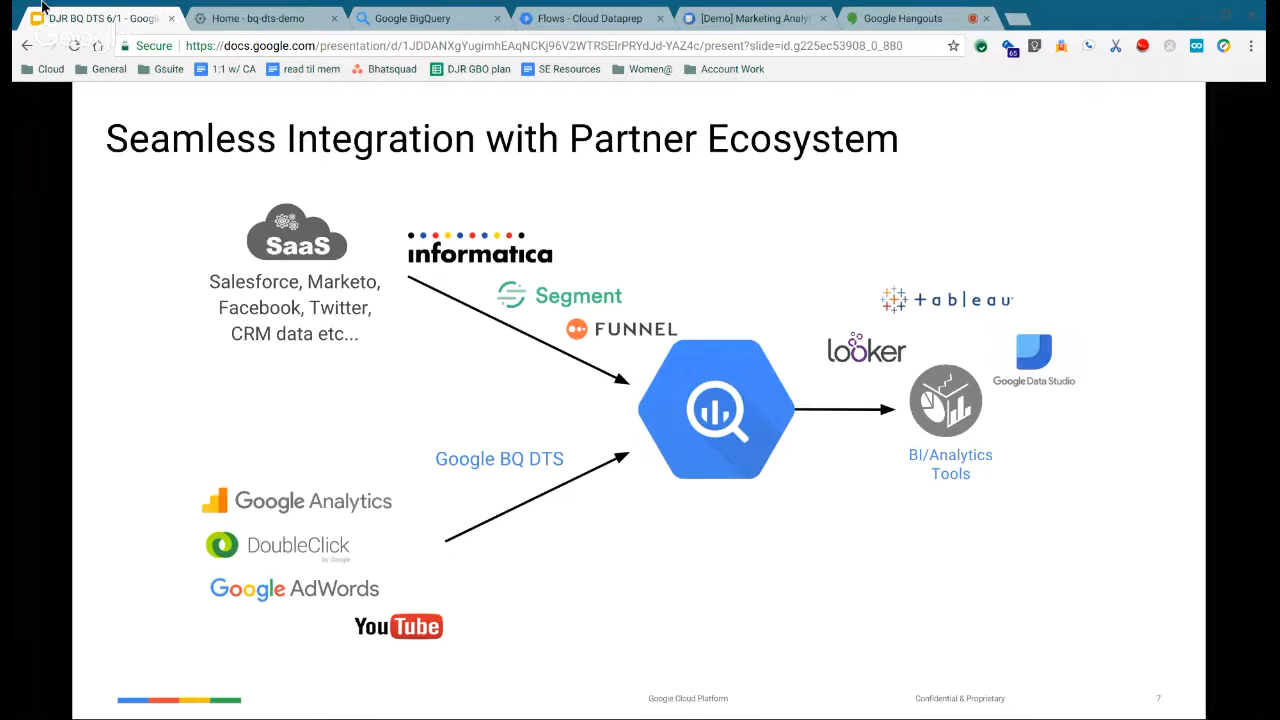 DJR BQ DTS 6/1 - Googl
Home - bq-dts-demo
Google BigQuery
Flows - Cloud Dataprep
[Demo] Marketing Analy
Google Hangouts
Secure
https://docs.google.com/presentation/d/1JDDANXgYugimhEAqNCKj96V2WTRSElrPRYdJd-YAZ4c/present?slide=id.g225ec53908_0_880
65
Cloud
General
Gsuite
1:1 w/ CA
read til mem
Bhatsquad
DJR GBO plan
SE Resources
Women@
Account Work
Seamless Integration with Partner Ecosystem
SaaS
Salesforce, Marketo,
Facebook, Twitter,
CRM data etc...
informatica
Segment
FUNNEL
tableau
looker
Google Data Studio
BI/Analytics
Tools
Google BQ DTS
Google Analytics
DoubleClick
by Google
Google AdWords
YouTube
Google Cloud Platform
Confidential & Proprietary
7